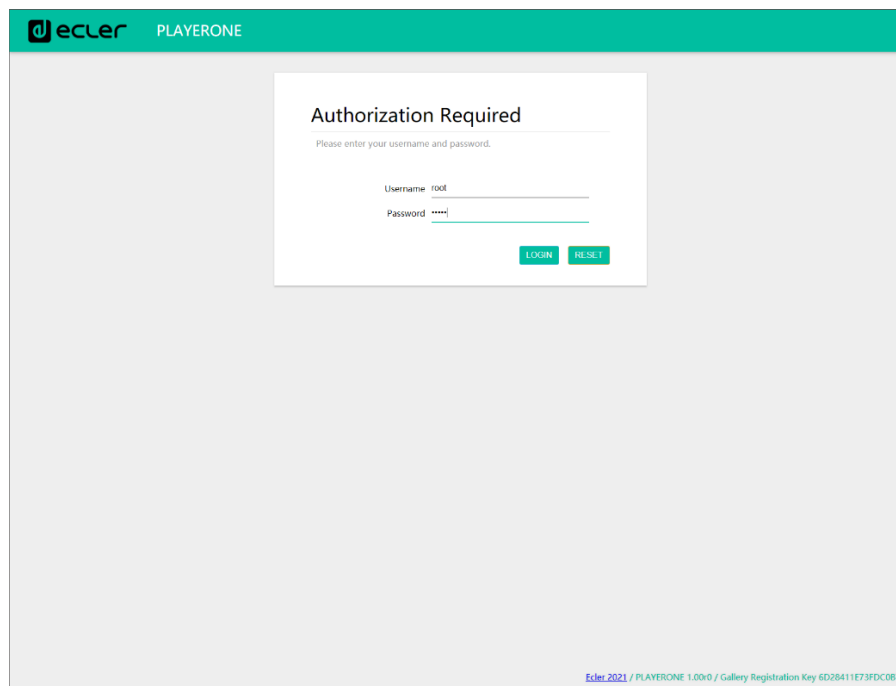 ecler PLAYERONE
Authorization Required
Please enter your username and password.
Username root
Password •••••
LOGIN RESET
Ecler 2021 / PLAYERONE 1.00r0 / Gallery Registration Key